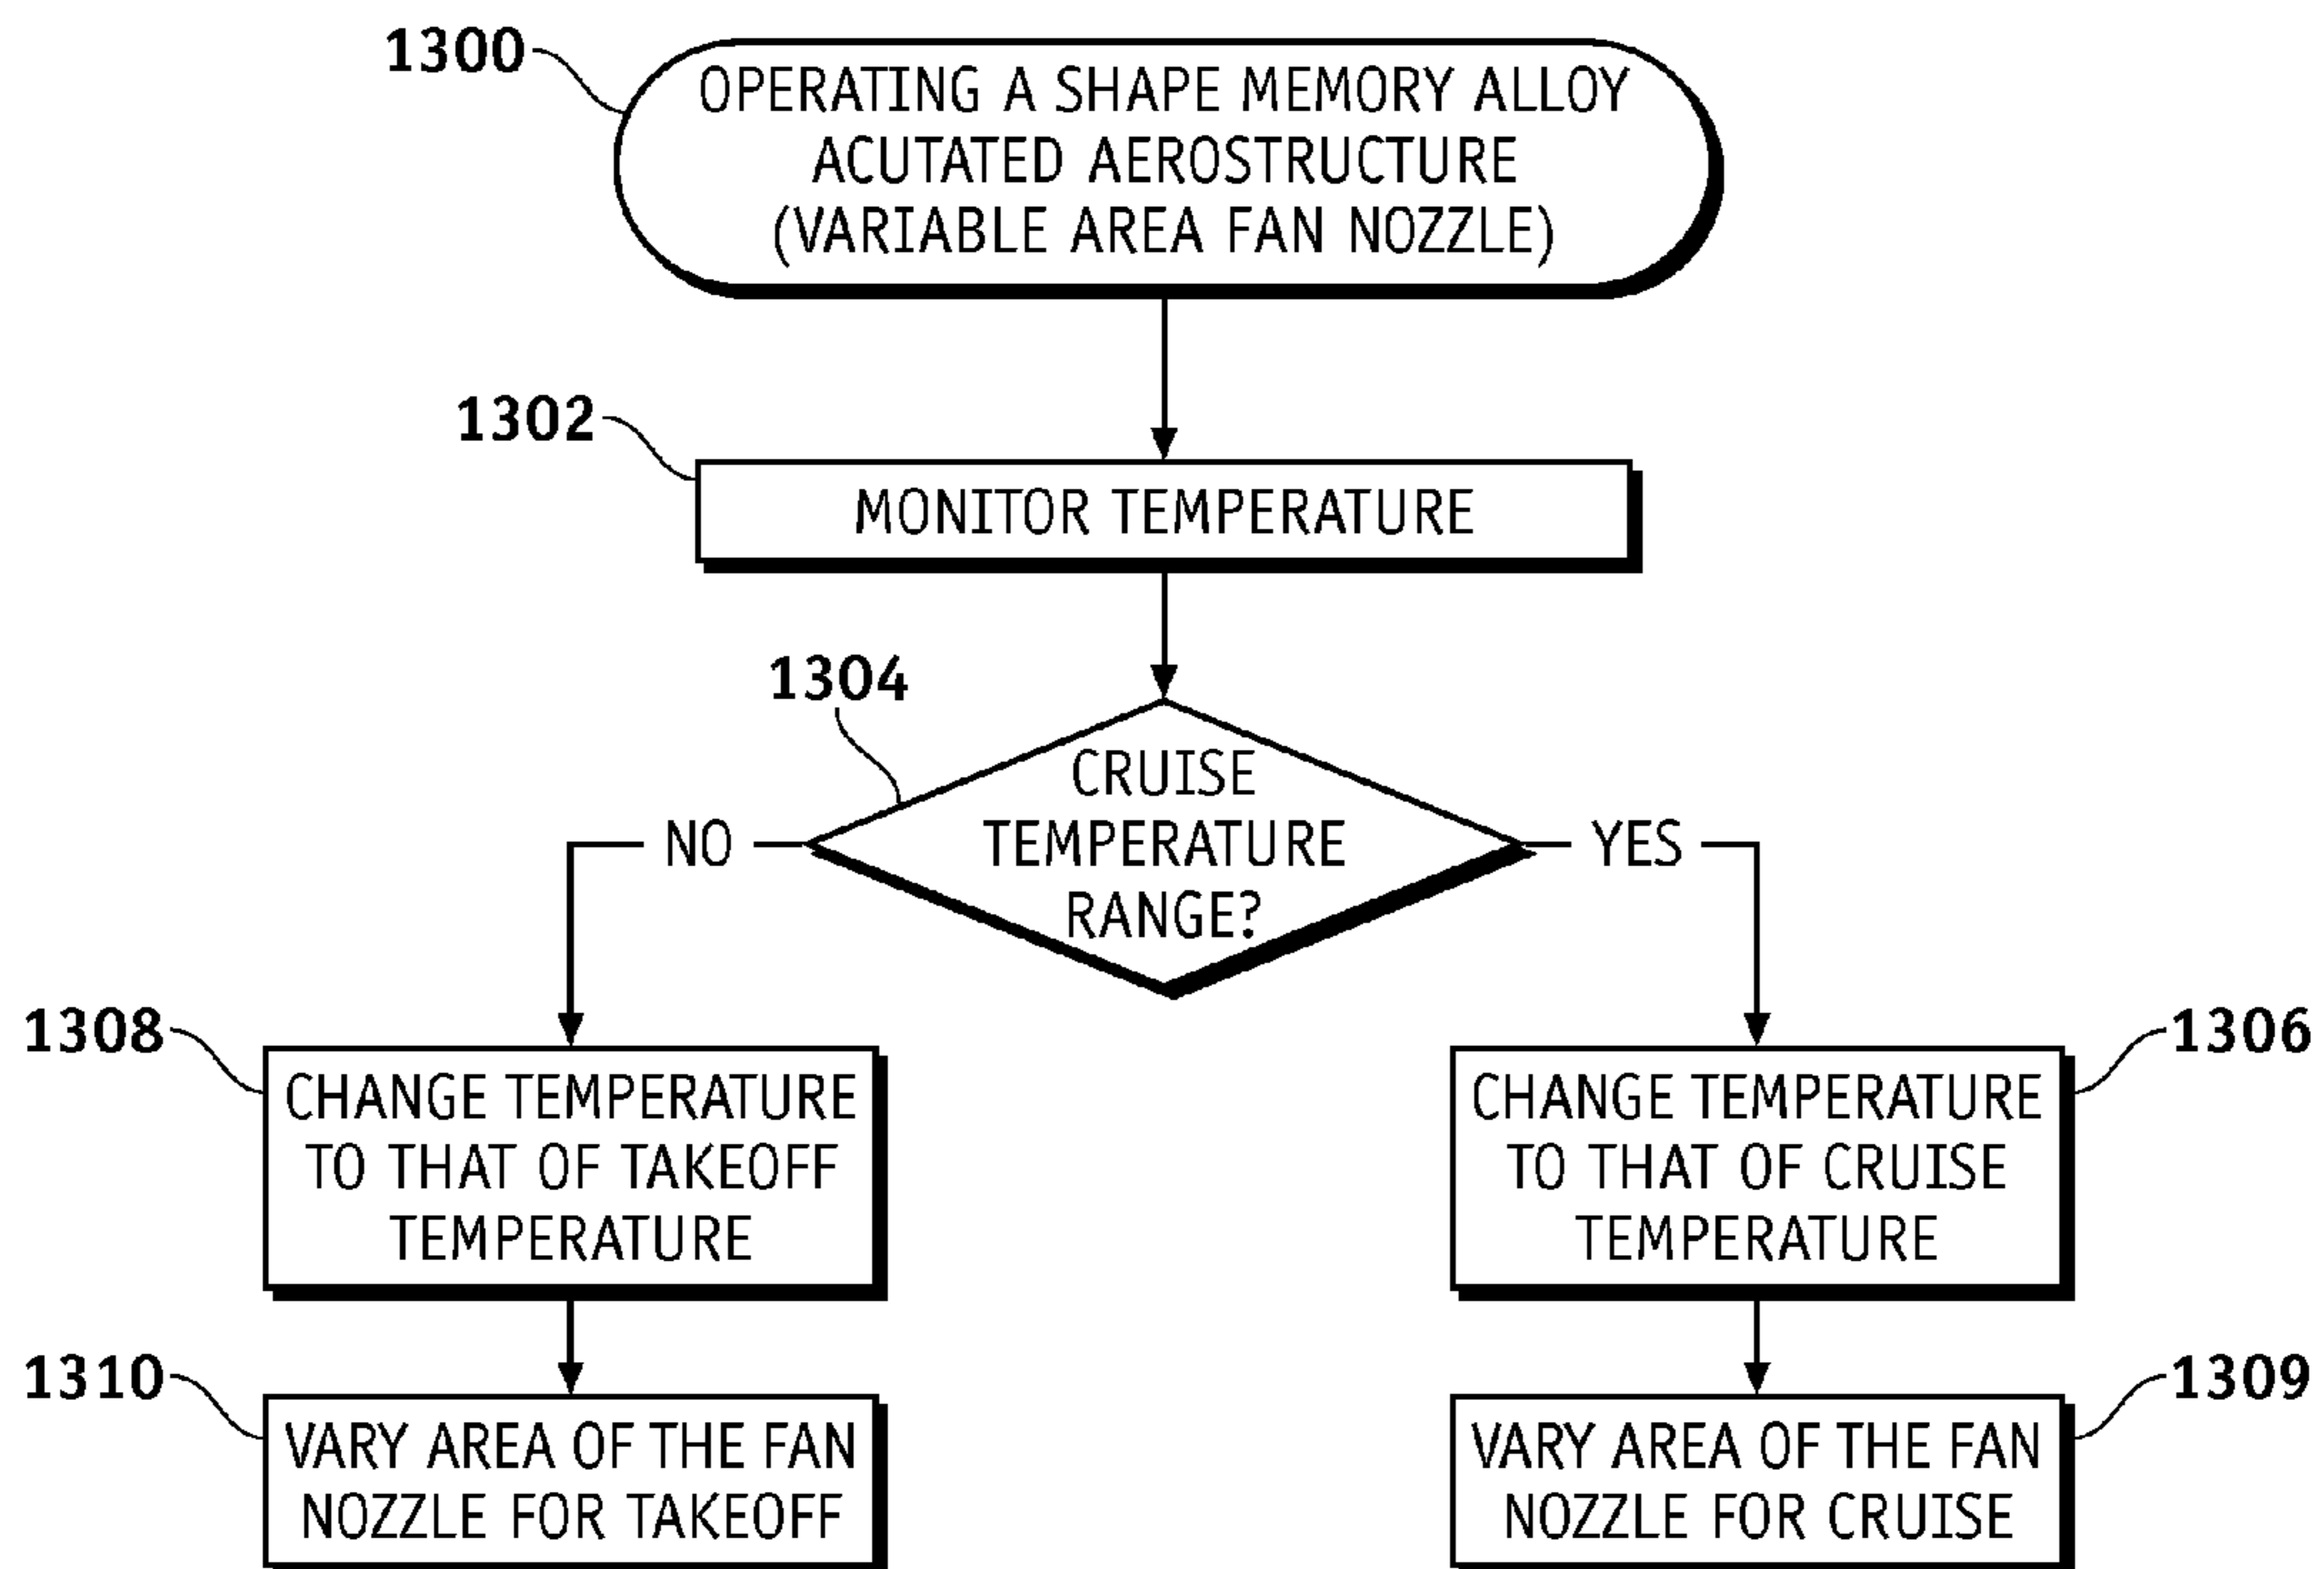 1300
OPERATING A SHAPE MEMORY ALLOY
ACUTATED AEROSTRUCTURE
(VARIABLE AREA FAN NOZZLE)
1302
MONITOR TEMPERATURE
1304
CRUISE
TEMPERATURE
RANGE?
NO
YES
1308
CHANGE TEMPERATURE
TO THAT OF TAKEOFF
TEMPERATURE
1306
CHANGE TEMPERATURE
TO THAT OF CRUISE
TEMPERATURE
1310
VARY AREA OF THE FAN
NOZZLE FOR TAKEOFF
1309
VARY AREA OF THE FAN
NOZZLE FOR CRUISE